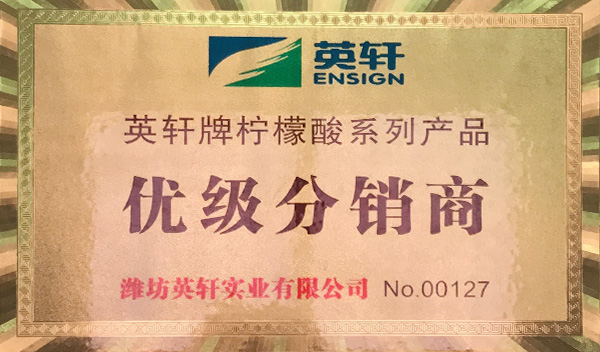 英轩
ENSIGN
英轩牌柠檬酸系列产品
优级分销商
潍坊英轩实业有限公司 No.00127